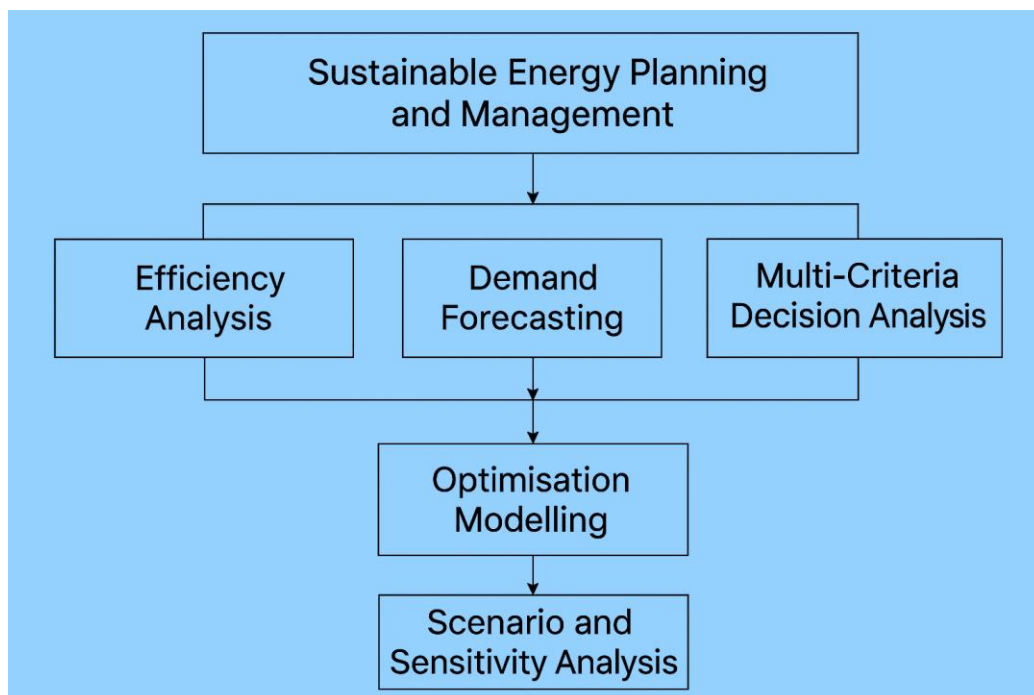 Sustainable Energy Planning
and Management
Efficiency
Analysis
Demand
Forecasting
Multi-Criteria
Decision Analysis
Optimisation
Modelling
Scenario and
Sensitivity Analysis